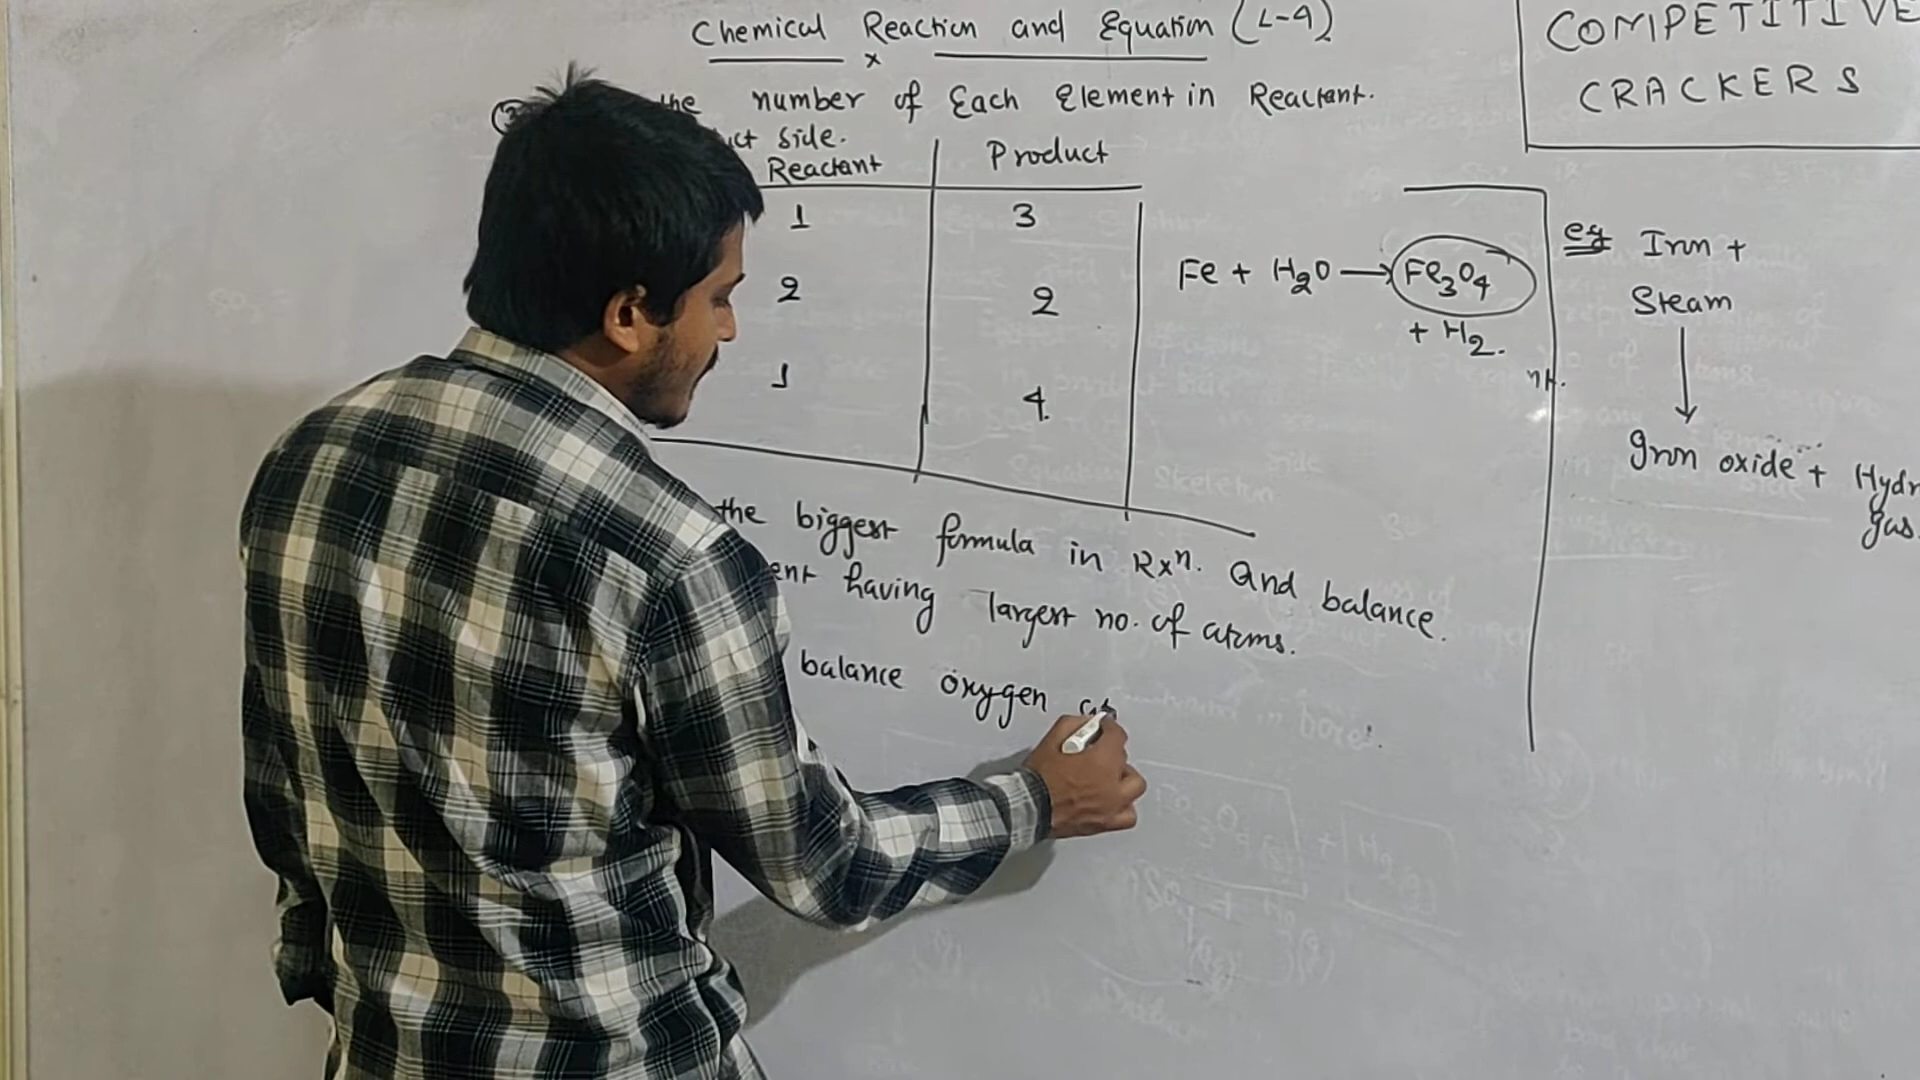 Chemical Reaction and Equation (L-4)
COMPETITIVE
CRACKERS
the number of Each Element in Reactant.
side.
Reactant Product
1 3
2 2
1 4
Fe + H2O → Fe3O4
+ H2.
eg Iron +
Steam
Iron oxide + Hydr
gas.
the biggest formula in Rxn. and balance.
having largest no. of atoms.
balance oxygen